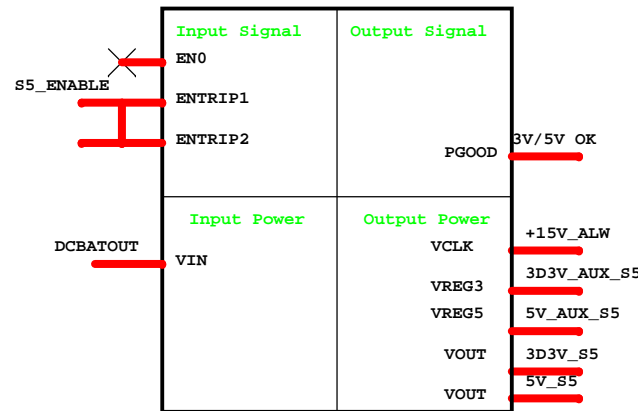 Input Signal Output Signal
EN0
S5_ENABLE
ENTRIP1
ENTRIP2
3V/5V OK
PGOOD
Input Power Output Power
+15V_ALW
DCBATOUT VCLK
VIN
3D3V_AUX_S5
VREG3
5V_AUX_S5
VREG5
3D3V_S5
VOUT
5V_S5
VOUT